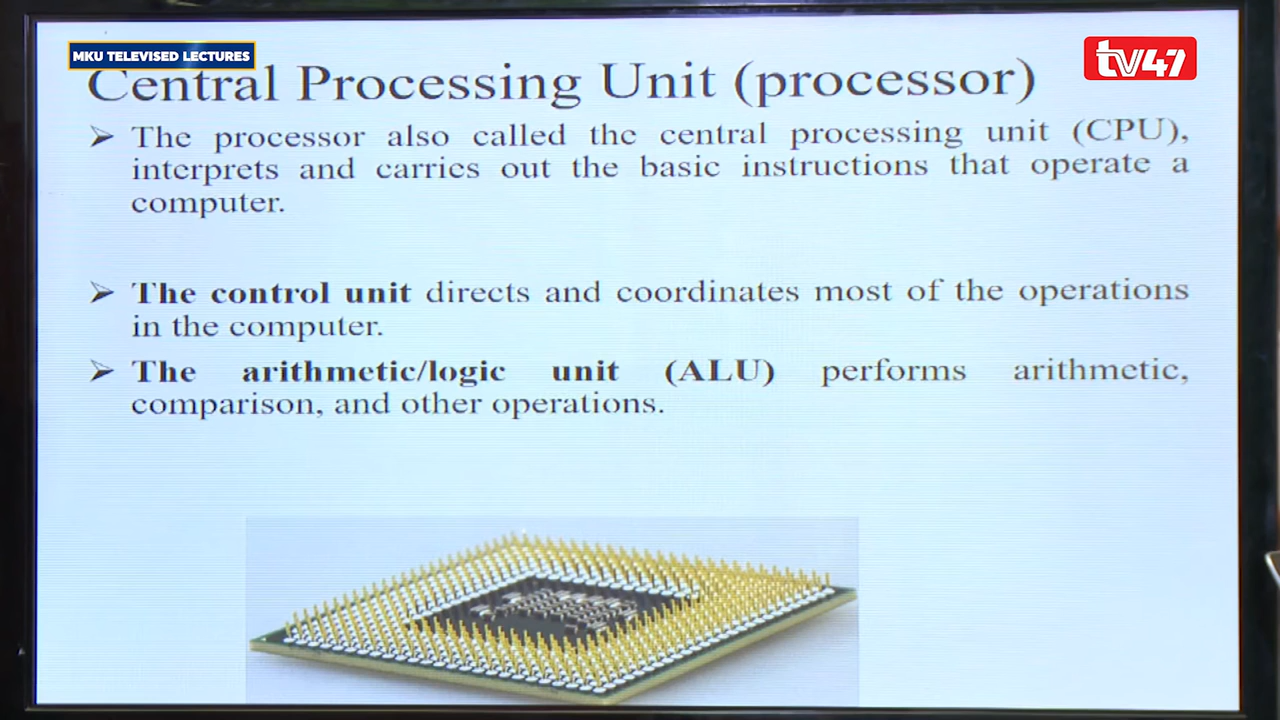 MKU TELEVISED LECTURES
tv47
Central Processing Unit (processor)
➢ The processor also called the central processing unit (CPU),
interprets and carries out the basic instructions that operate a
computer.
➢ The control unit directs and coordinates most of the operations
in the computer.
➢ The arithmetic/logic unit (ALU) performs arithmetic,
comparison, and other operations.